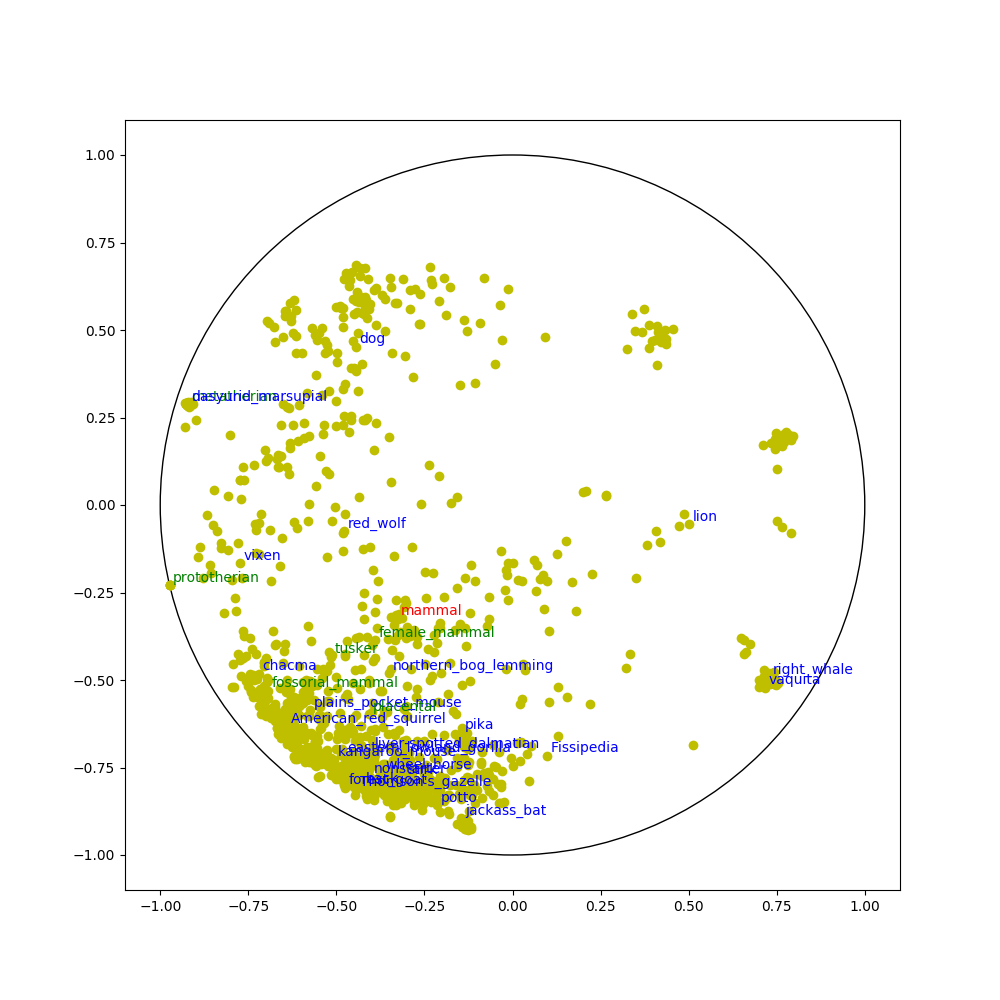 1.00
0.75
dog
0.50
dasyurid_marsupial
0.25
0.00
lion
red_wolf
vixen
prototherian
−0.25
mammal
female_mammal
tusker
chacma
northern_bog_lemming
right_whale
vaquita
−0.50
fossorial_mammal
plains_pocket_mouse
placental
American_red_squirrel
pika
liver-spotted_dalmatian
eastern_lowland_gorilla
Fissipedia
kangaroo_mouse
−0.75
wheel_horse
forest_goat
potto
jackass_bat
−1.00
−1.00 −0.75 −0.50 −0.25 0.00 0.25 0.50 0.75 1.00